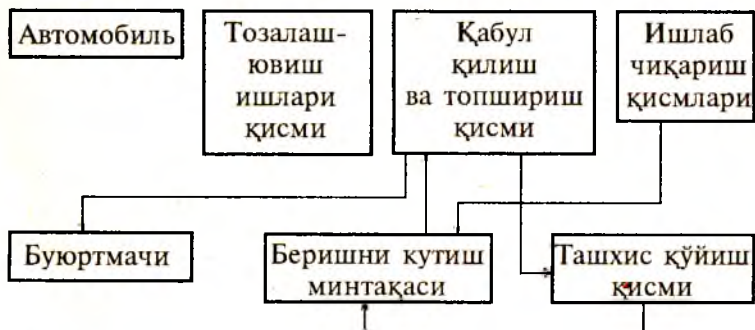 Автомобиль
Тозалаш-
ювиш
ишлари
қисми
Қабул
қилиш
ва топшириш
қисми
Ишлаб
чиқариш
қисмлари
Буюртмачи
Беришни кутиш
минтақаси
Ташхис қўйиш
қисми